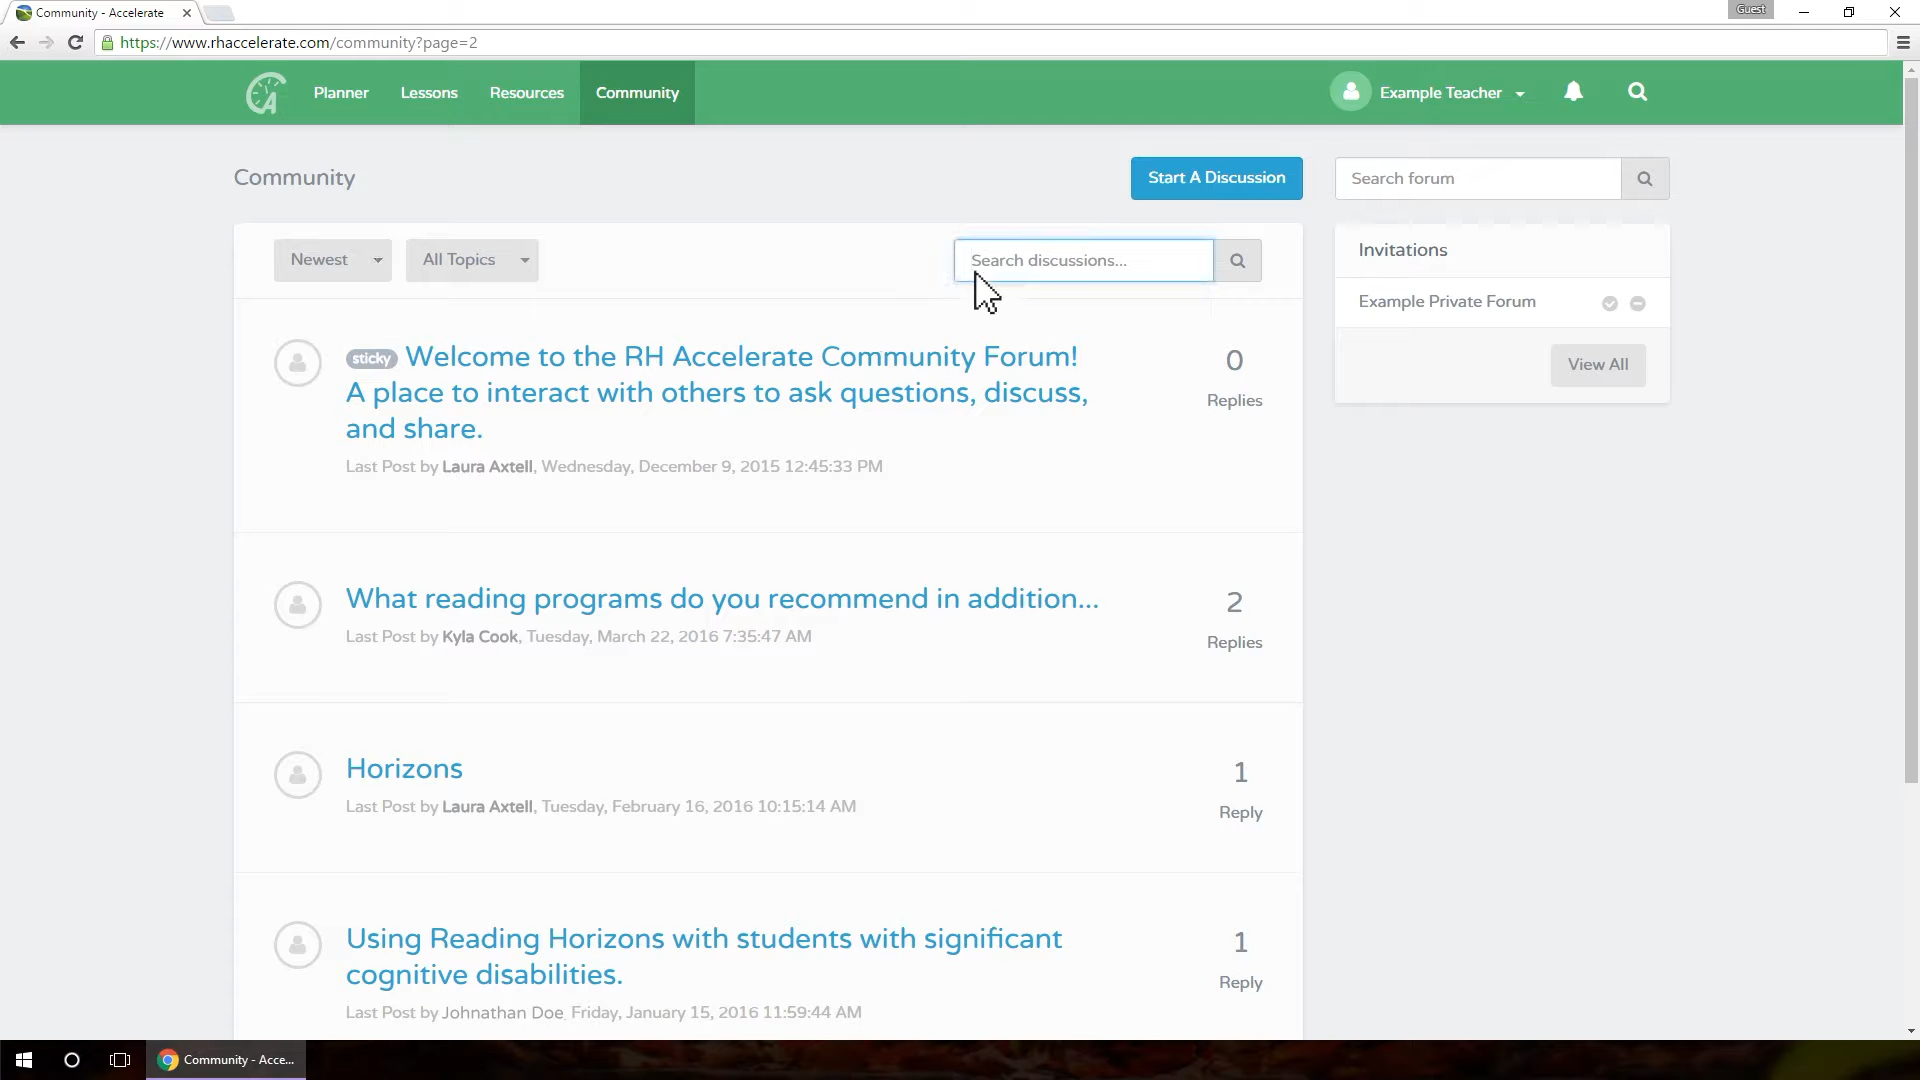 Community - Accelerate
Guest
https://www.rhaccelerate.com/community?page=2
Planner Lessons Resources Community Example Teacher
Community
Start A Discussion
Search forum
Newest All Topics Search discussions...
Invitations
Example Private Forum
View All
sticky Welcome to the RH Accelerate Community Forum!
A place to interact with others to ask questions, discuss,
and share.
Last Post by Laura Axtell, Wednesday, December 9, 2015 12:45:33 PM
0
Replies
What reading programs do you recommend in addition...
Last Post by Kyla Cook, Tuesday, March 22, 2016 7:35:47 AM
2
Replies
Horizons
Last Post by Laura Axtell, Tuesday, February 16, 2016 10:15:14 AM
1
Reply
Using Reading Horizons with students with significant
cognitive disabilities.
Last Post by Johnathan Doe, Friday, January 15, 2016 11:59:44 AM
1
Reply
Community - Acce...